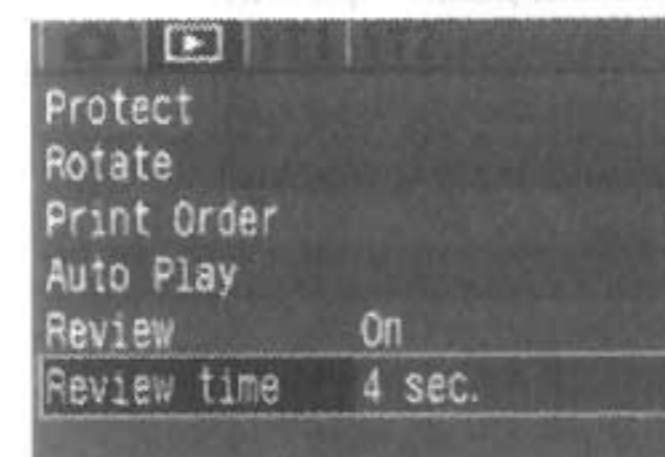 Protect
Rotate
Print Order
Auto Play
Review On
Review time 4 sec.